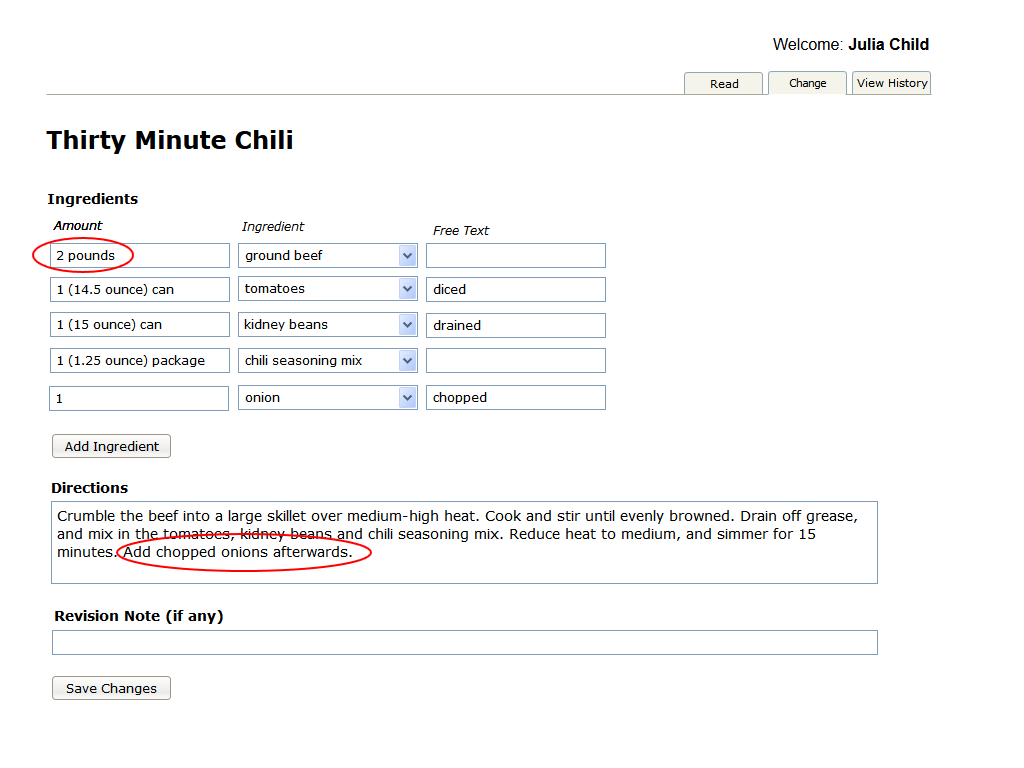 Welcome: Julia Child
Read Change View History
Thirty Minute Chili
Ingredients
Amount Ingredient Free Text
2 pounds ground beef
1 (14.5 ounce) can tomatoes diced
1 (15 ounce) can kidney beans drained
1 (1.25 ounce) package chili seasoning mix
1 onion chopped
Add Ingredient
Directions
Crumble the beef into a large skillet over medium-high heat. Cook and stir until evenly browned. Drain off grease,
and mix in the tomatoes, kidney beans and chili seasoning mix. Reduce heat to medium, and simmer for 15
minutes. Add chopped onions afterwards.
Revision Note (if any)
Save Changes